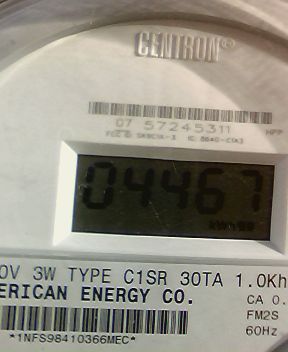 CENTRON®
07 57245311
04467
0V 3W TYPE C1SR 30TA 1.0Kh
ERICAN ENERGY CO.
CA 0.
FM2S
60Hz
*1NFS98410366MEC*